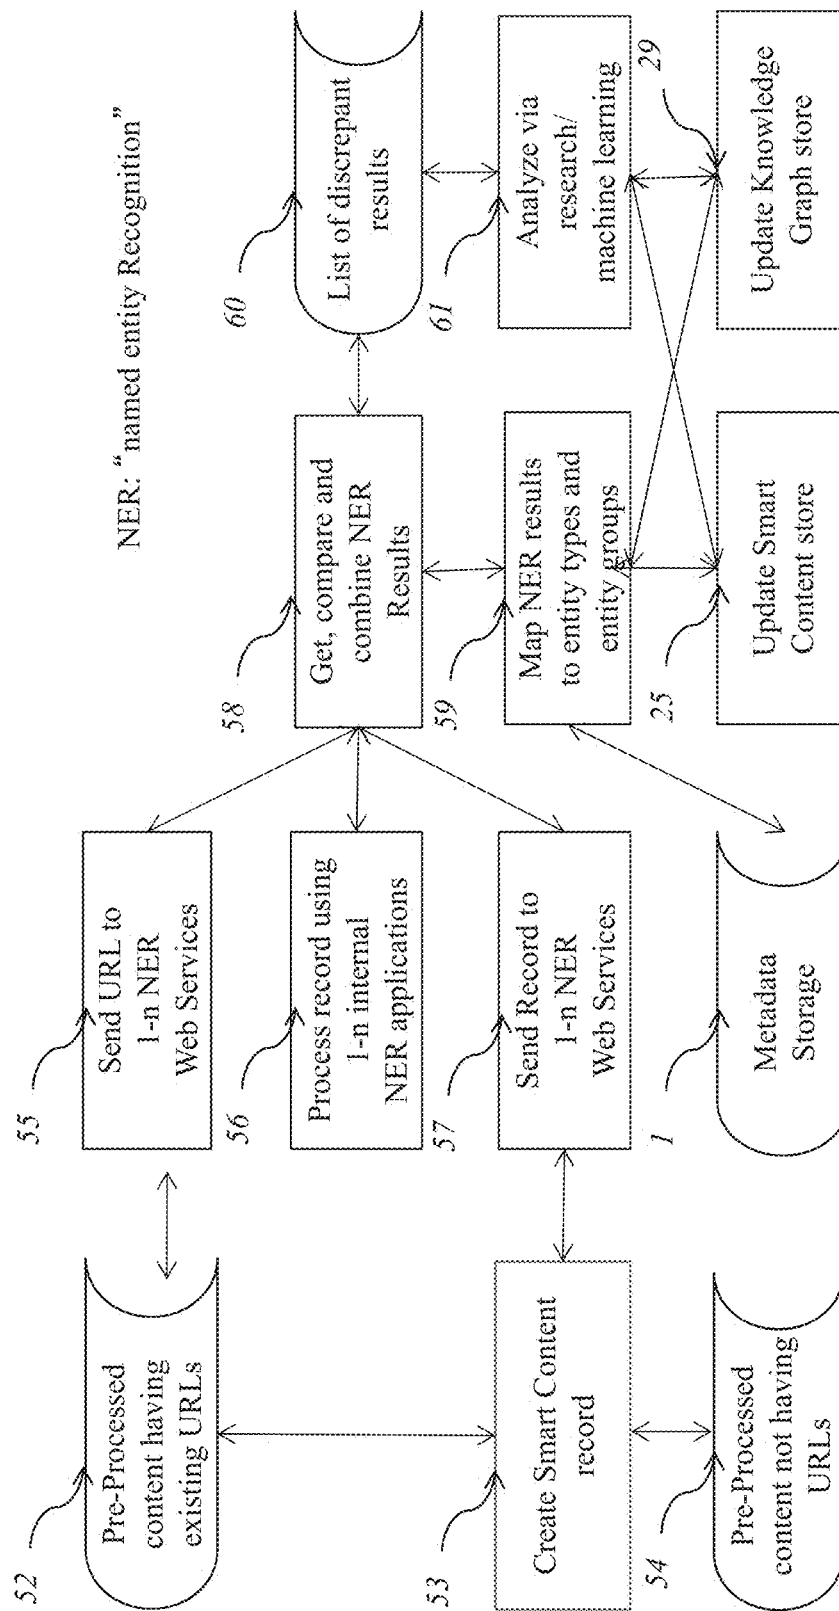 NER: “named entity Recognition”
52
Pre-Processed
content having
existing URLs
53
Create Smart Content
record
54
Pre-Processed
content not having
URLs
55
Send URL to
1-n NER
Web Services
56
Process record using
1-n internal
NER applications
57
Send Record to
1-n NER
Web Services
1
Metadata
Storage
58
Get, compare and
combine NER
Results
59
Map NER results
to entity types and
entity groups
25
Update Smart
Content store
60
List of discrepant
results
61
Analyze via
research/
machine learning
29
Update Knowledge
Graph store